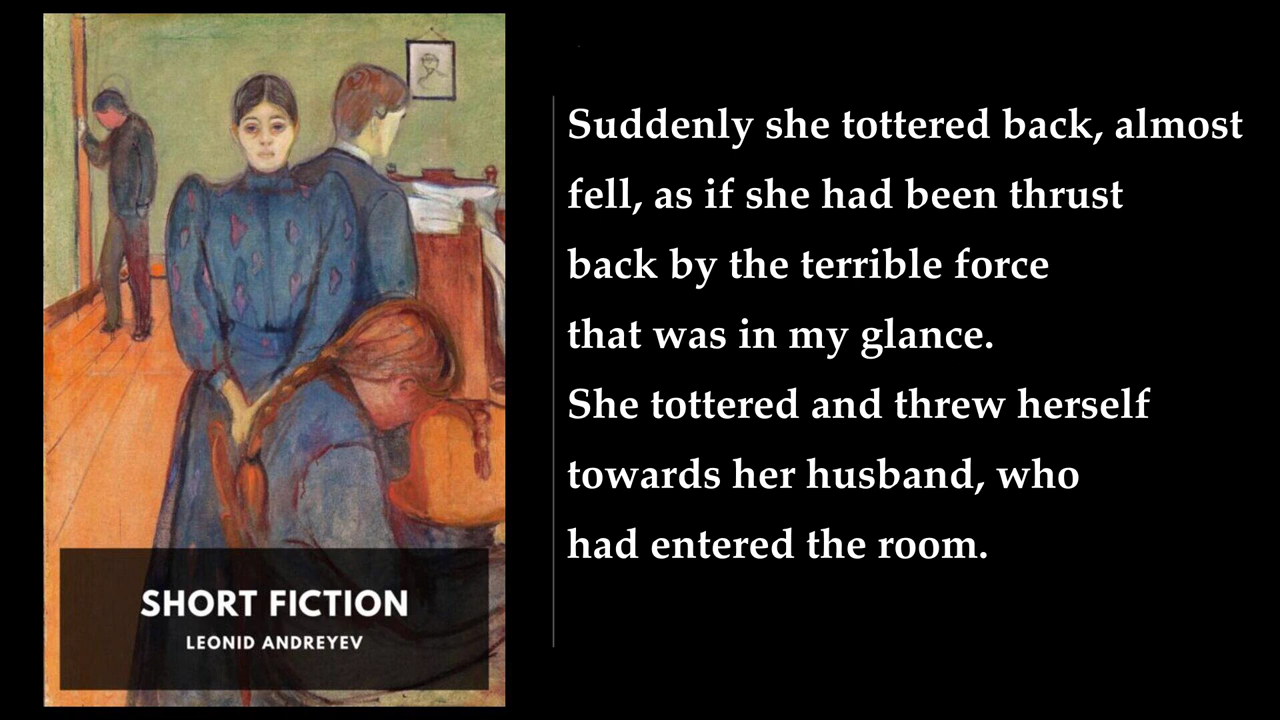 SHORT FICTION
LEONID ANDREYEV
Suddenly she tottered back, almost
fell, as if she had been thrust
back by the terrible force
that was in my glance.
She tottered and threw herself
towards her husband, who
had entered the room.